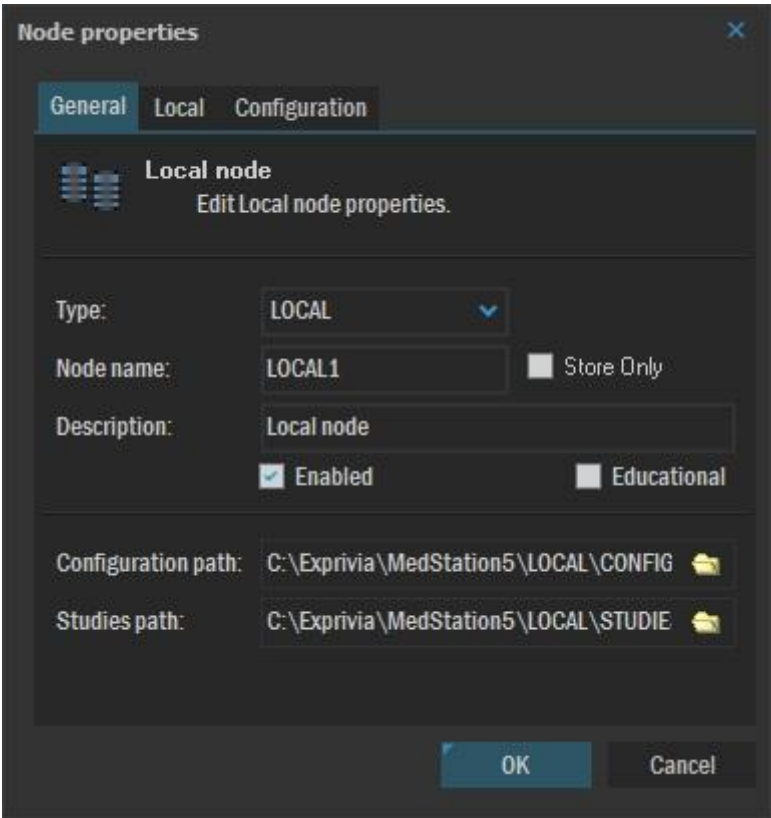 Node properties
General Local Configuration
Local node
Edit Local node properties.
Type: LOCAL
Node name: LOCAL1 Store Only
Description: Local node
Enabled Educational
Configuration path: C:\Exprivia\MedStation5\LOCAL\CONFIG
Studies path: C:\Exprivia\MedStation5\LOCAL\STUDIE
OK Cancel